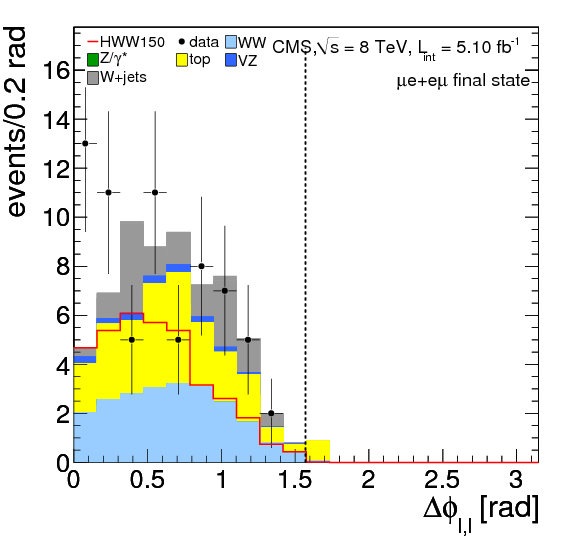 HWW150 data WW CMS,√s = 8 TeV, L_int = 5.10 fb⁻¹
Z/γ* top VZ
W+jets μe+eμ final state
events/0.2 rad
16
14
12
10
8
6
4
2
0
0 0.5 1 1.5 2 2.5 3
Δϕ_l,l [rad]